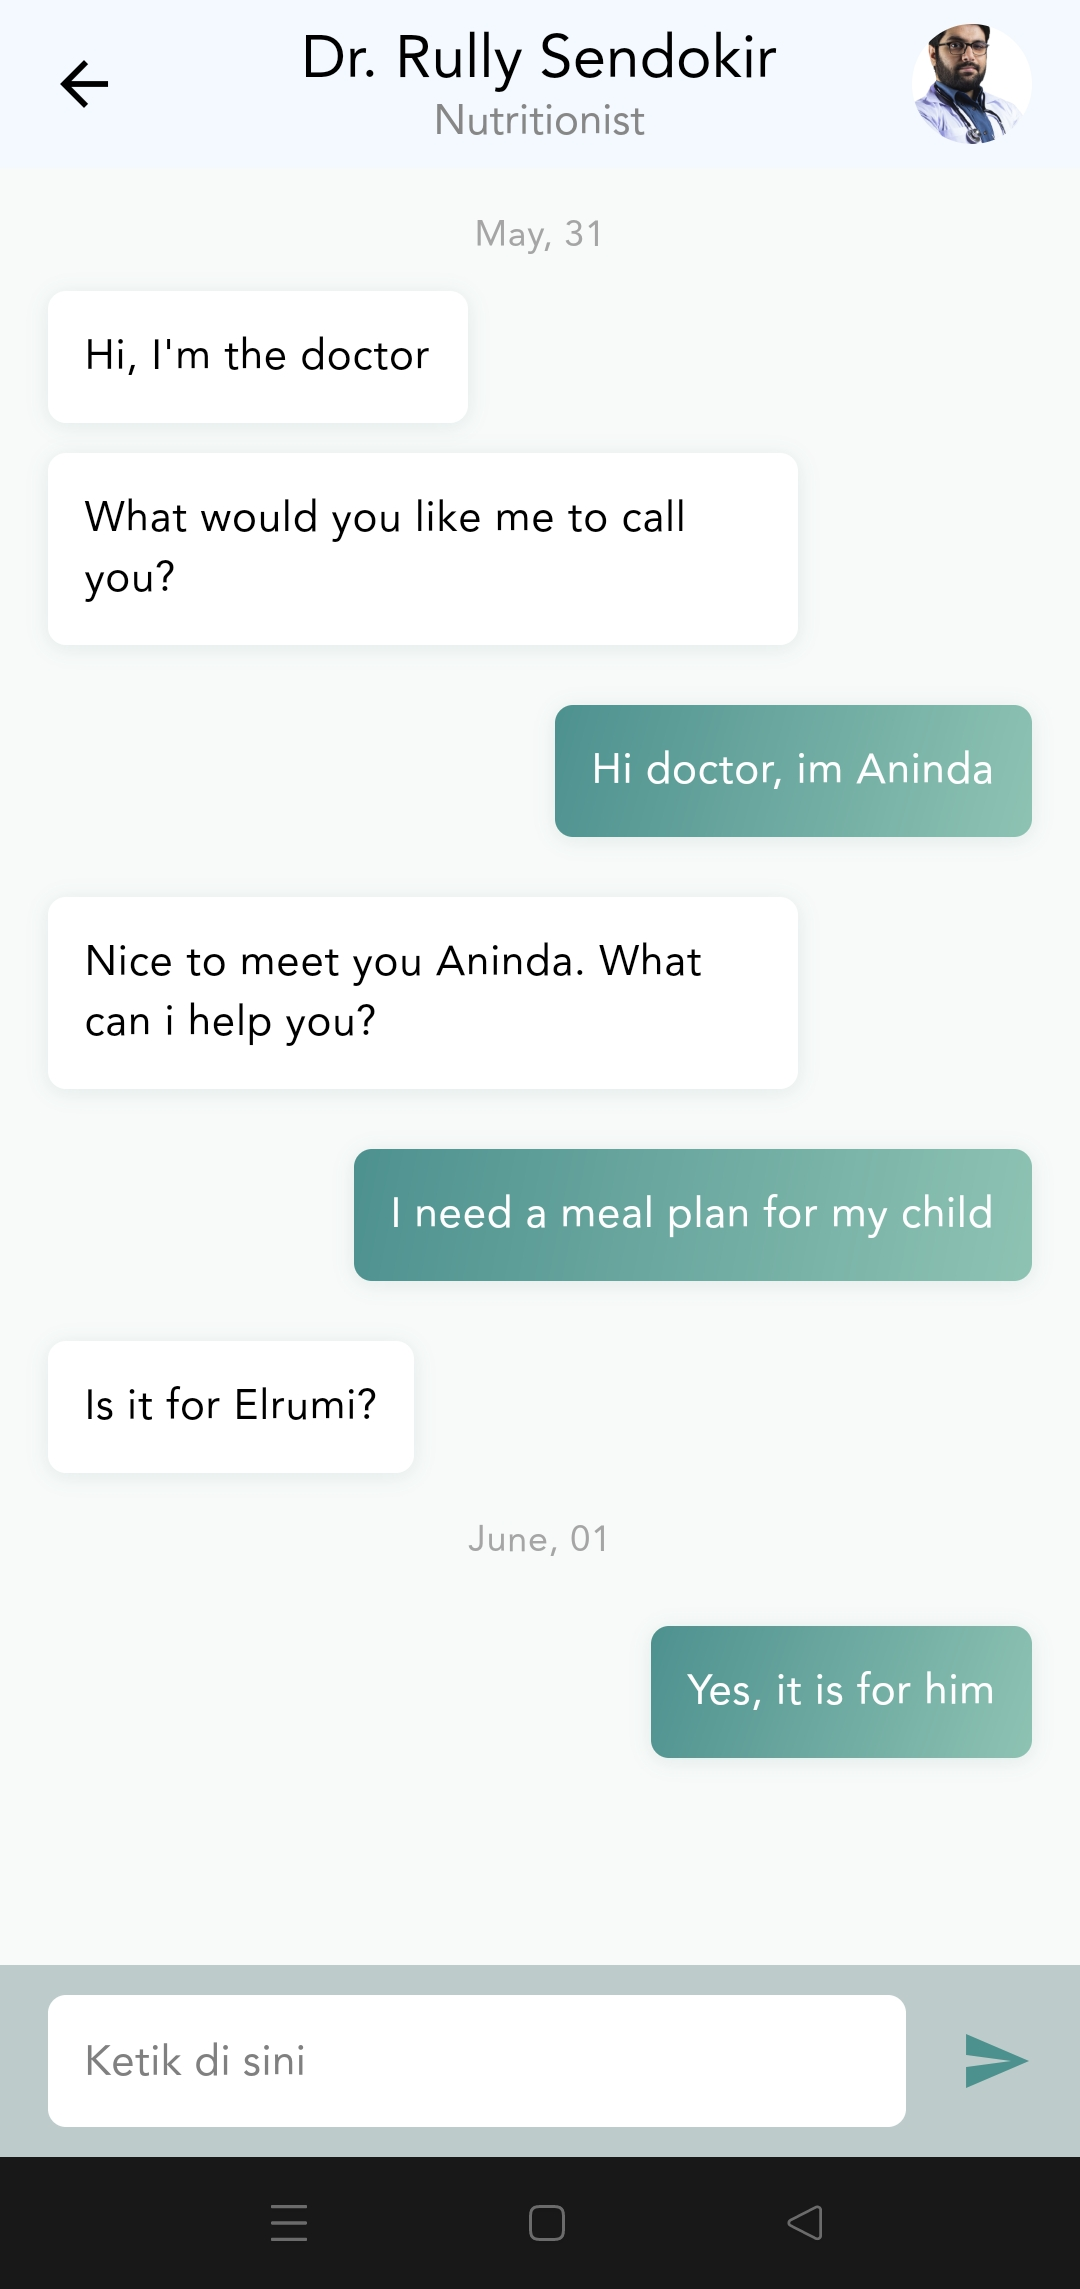 Dr. Rully Sendokir
Nutritionist
May, 31
Hi, I'm the doctor
What would you like me to call
you?
Hi doctor, im Aninda
Nice to meet you Aninda. What
can i help you?
I need a meal plan for my child
Is it for Elrumi?
June, 01
Yes, it is for him
Ketik di sini